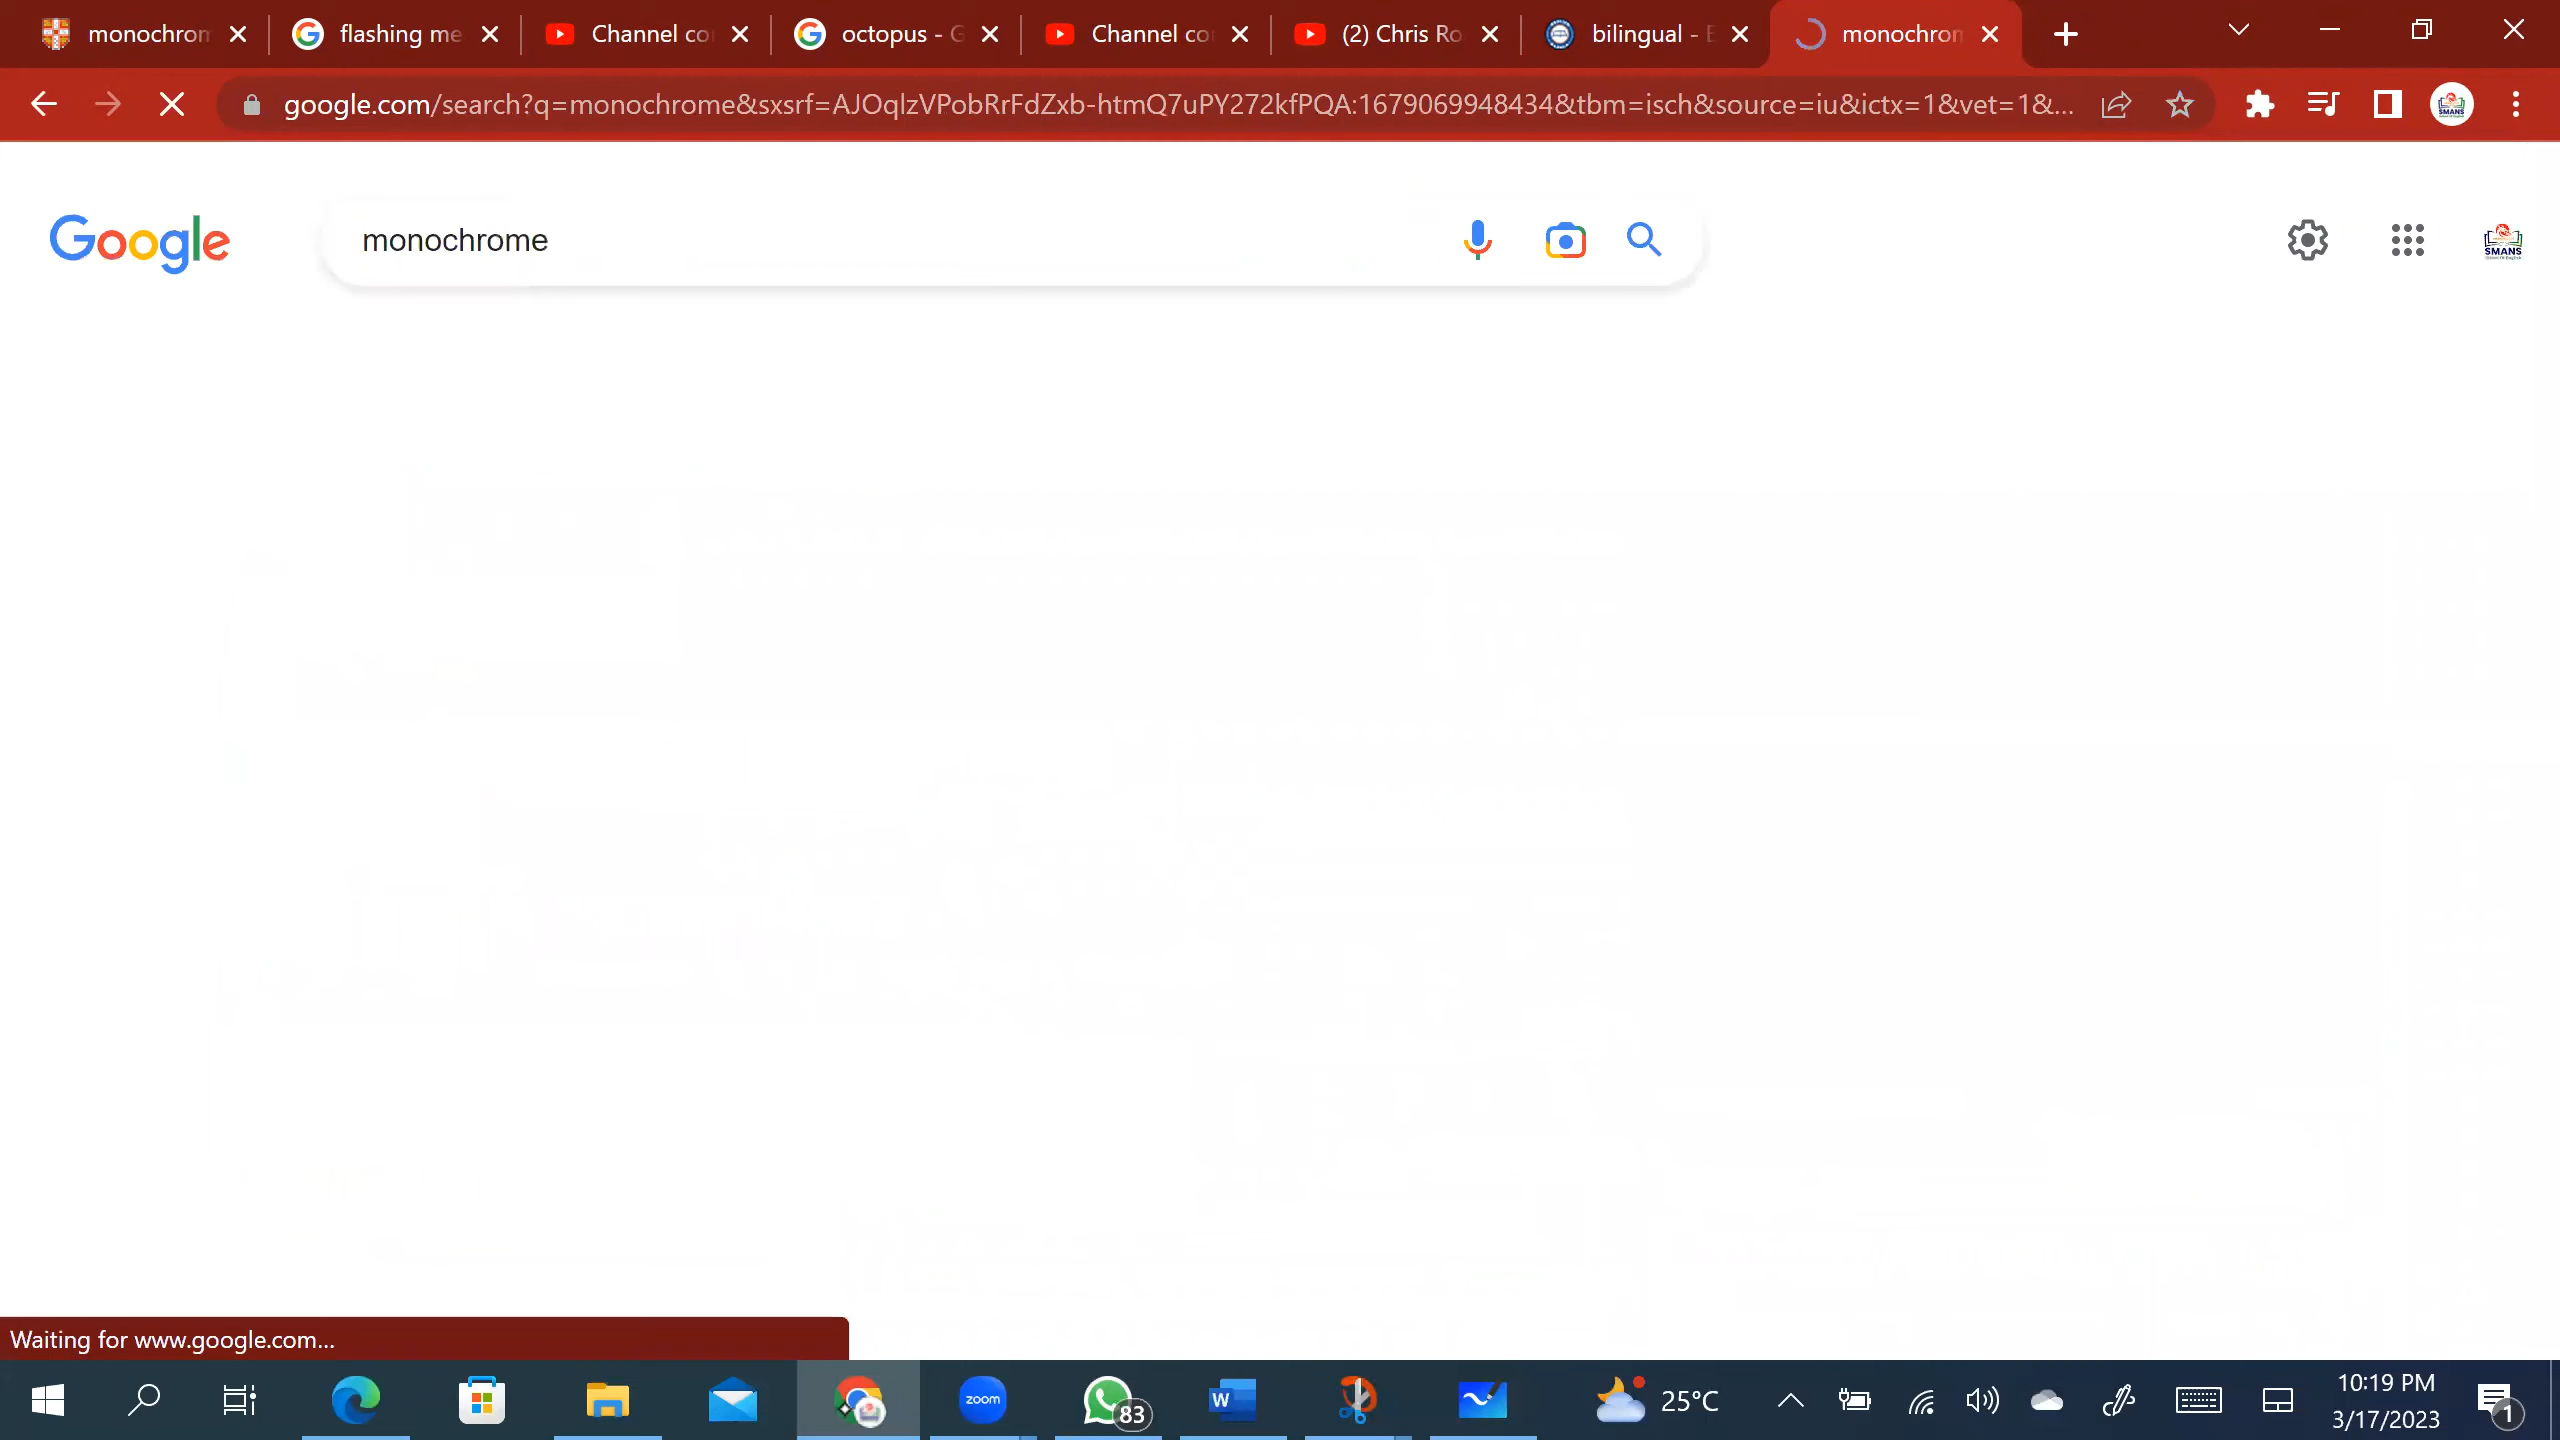 monochrom
flashing me
Channel co
octopus - G
Channel co
(2) Chris Ro
bilingual - E
monochrom
google.com/search?q=monochrome&sxsrf=AJOqlzVPobRrFdZxb-htmQ7uPY272kfPQA:1679069948434&tbm=isch&source=iu&ictx=1&vet=1&...
Google
monochrome
SMANS
Waiting for www.google.com...
zoom
83
W
25°C
10:19 PM
3/17/2023
1